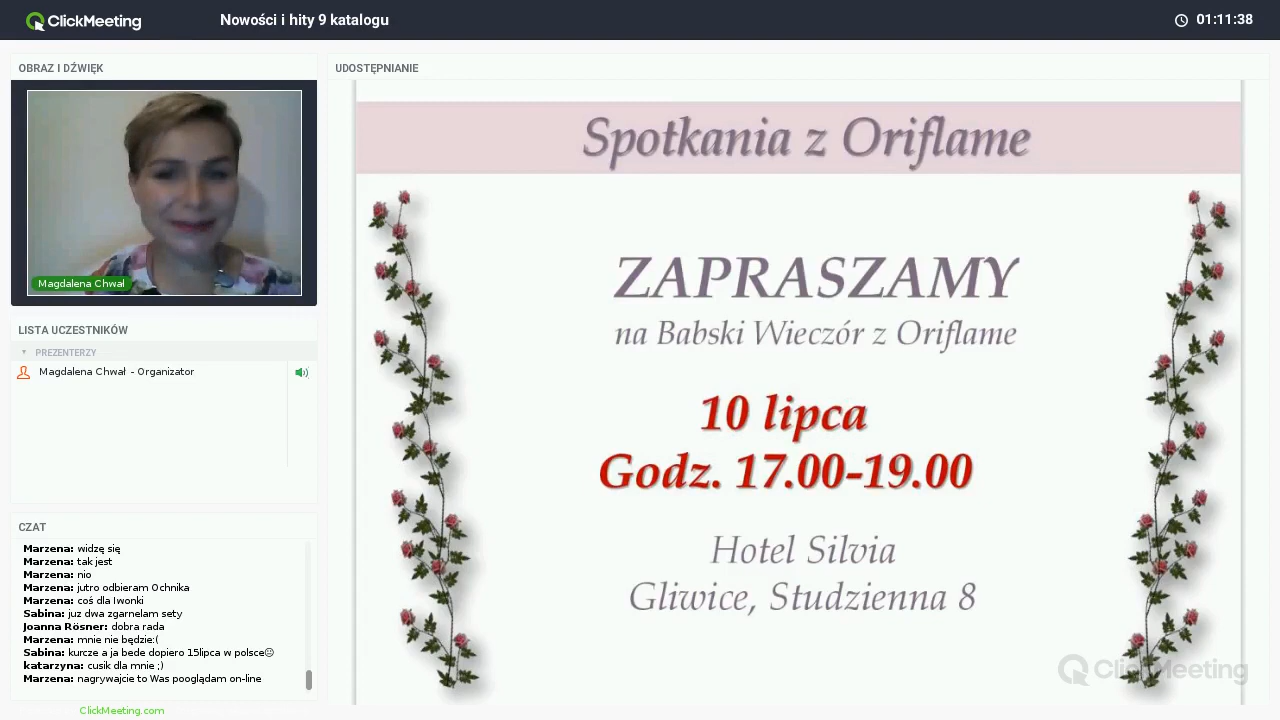 ClickMeeting
Nowości i hity 9 katalogu
01:11:38
OBRAZ I DŹWIĘK
Magdalena Chwał
LISTA UCZESTNIKÓW
PREZENTERZY
Magdalena Chwał - Organizator
CZAT
Marzena: widzę się
Marzena: tak jest
Marzena: nio
Marzena: jutro odbieram Ochnika
Marzena: coś dla Iwonki
Sabina: juz dwa zgarnelam sety
Joanna Rösner: dobra rada
Marzena: mnie nie będzie:(
Sabina: kurcze a ja bede dopiero 15lipca w polsce☹
katarzyna: cusik dla mnie ;)
Marzena: nagrywajcie to Was pooglądam on-line
ClickMeeting.com
UDOSTĘPNIANIE
Spotkania z Oriflame
ZAPRASZAMY
na Babski Wieczór z Oriflame
10 lipca
Godz. 17.00-19.00
Hotel Silvia
Gliwice, Studzienna 8
ClickMeeting